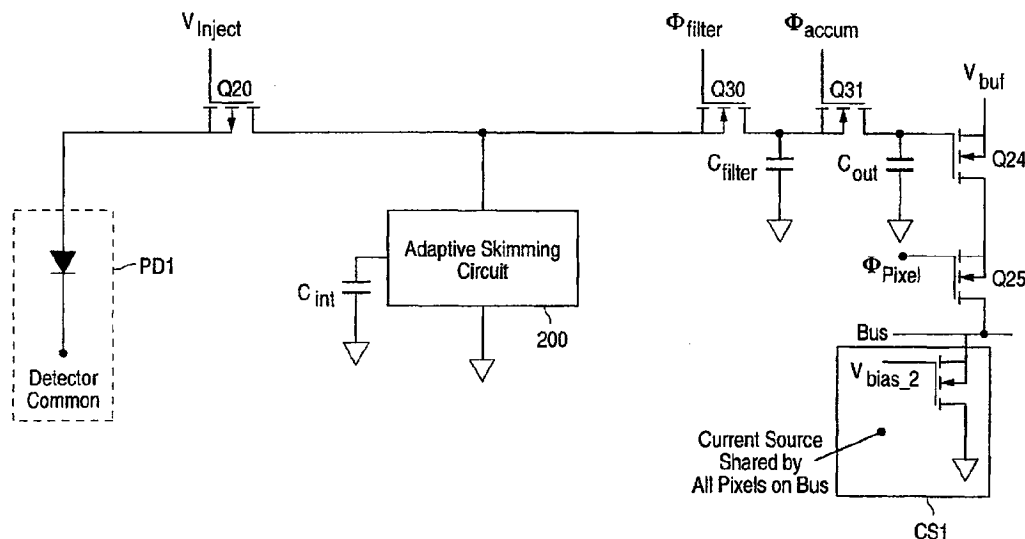 V_Inject
Φ_filter
Φ_accum
Q20
Q30
Q31
V_buf
Q24
C_filter
C_out
PD1
Adaptive Skimming
Circuit
C_int
200
Φ_Pixel
Q25
Bus
Detector
Common
V_bias_2
Current Source
Shared by
All Pixels on Bus
CS1